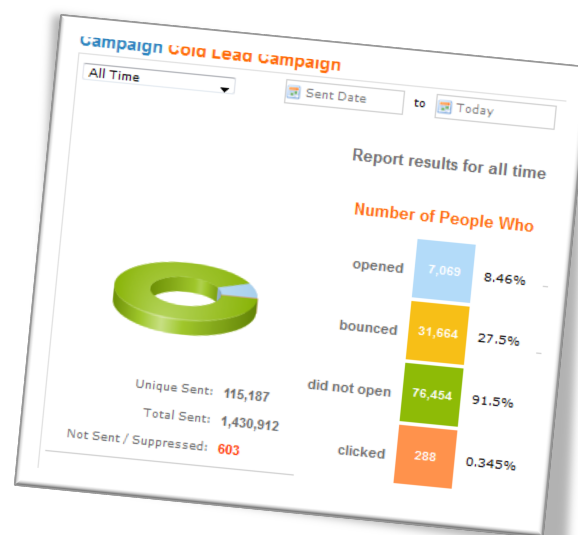 Campaign Cold Lead Campaign
All Time
Sent Date to Today
Report results for all time
Number of People Who
opened 7,069 8.46%
bounced 31,664 27.5%
did not open 76,454 91.5%
clicked 288 0.345%
Unique Sent: 115,187
Total Sent: 1,430,912
Not Sent / Suppressed: 603